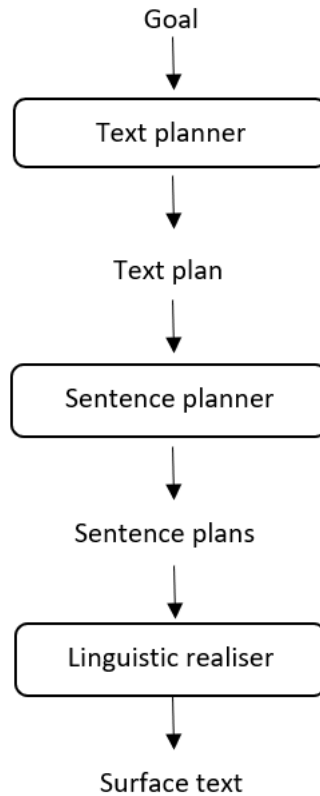 Goal
Text planner
Text plan
Sentence planner
Sentence plans
Linguistic realiser
Surface text